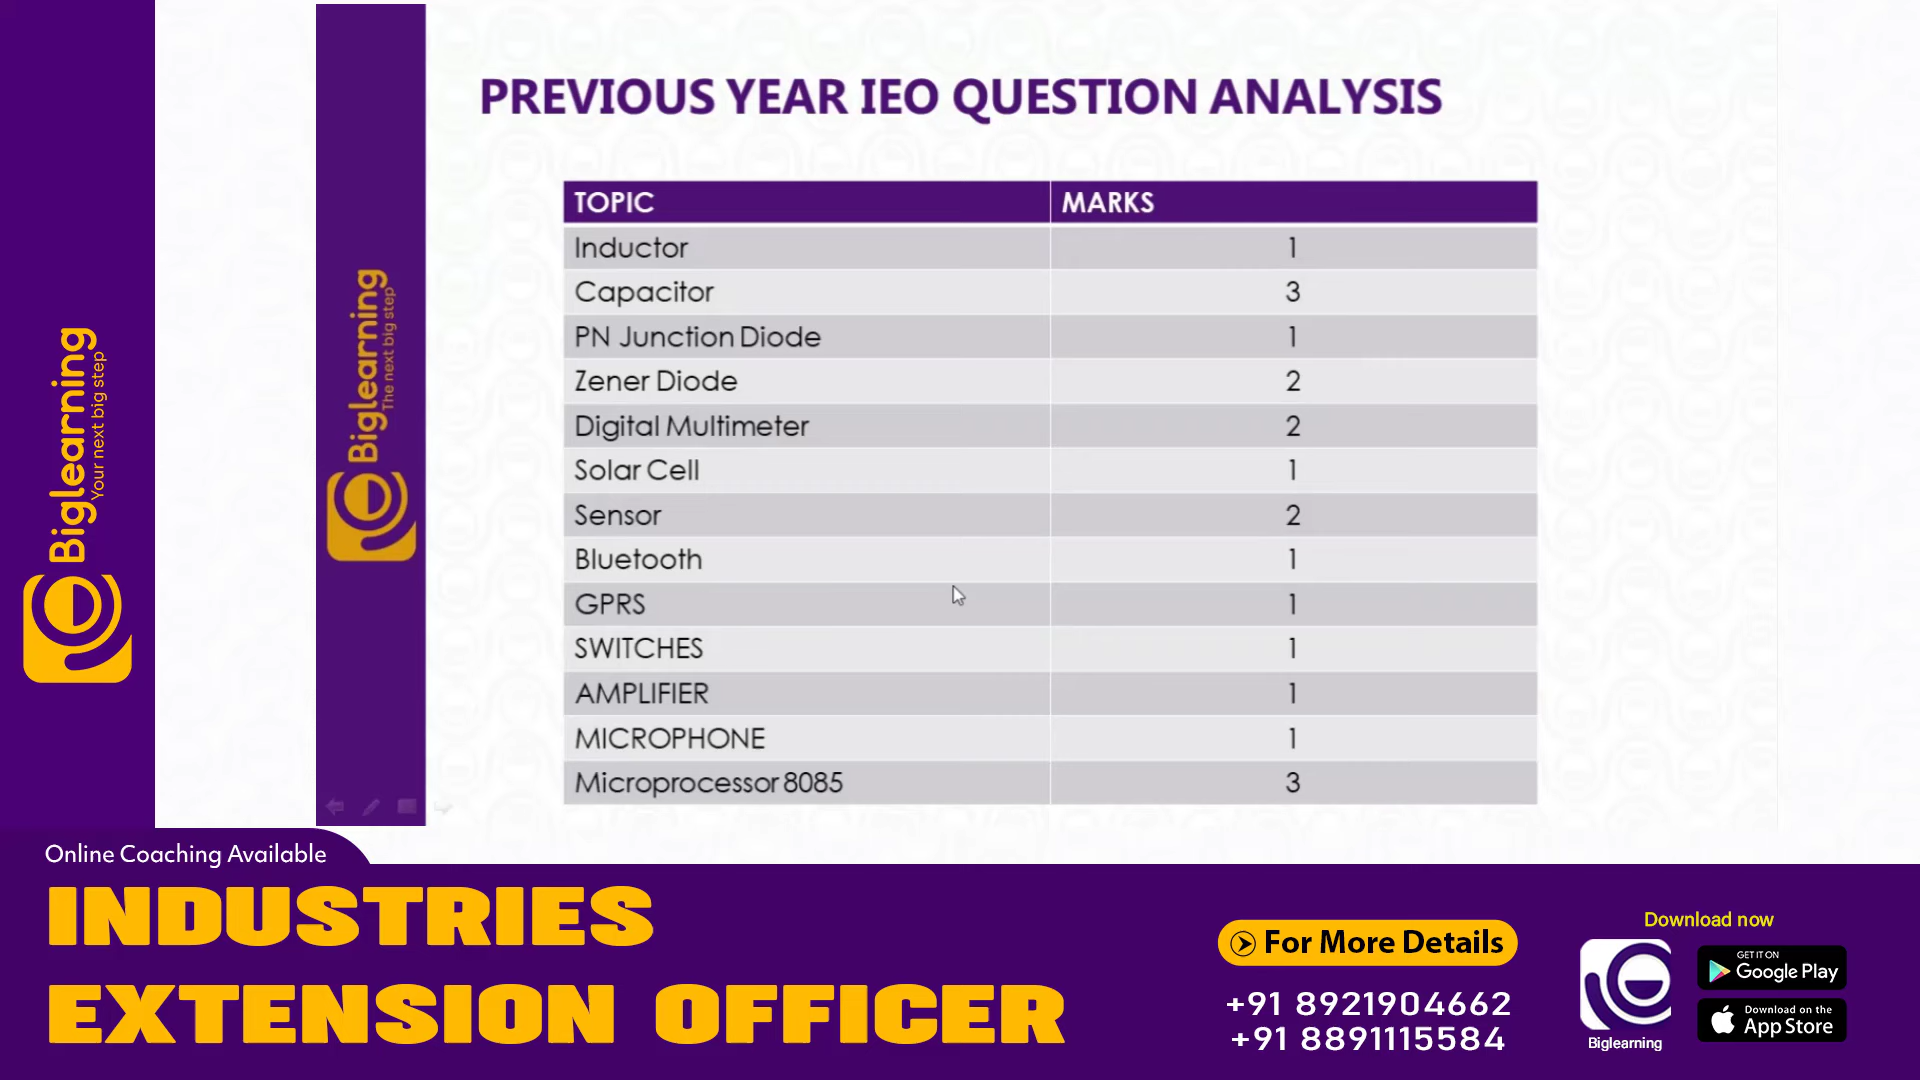 Biglearning
Your next big step
Biglearning
The next big step
PREVIOUS YEAR IEO QUESTION ANALYSIS
TOPIC MARKS
Inductor 1
Capacitor 3
PN Junction Diode 1
Zener Diode 2
Digital Multimeter 2
Solar Cell 1
Sensor 2
Bluetooth 1
GPRS 1
SWITCHES 1
AMPLIFIER 1
MICROPHONE 1
Microprocessor 8085 3
Online Coaching Available
INDUSTRIES
EXTENSION OFFICER
For More Details
+91 8921904662
+91 8891115584
Download now
Biglearning
GET IT ON
Google Play
Download on the
App Store